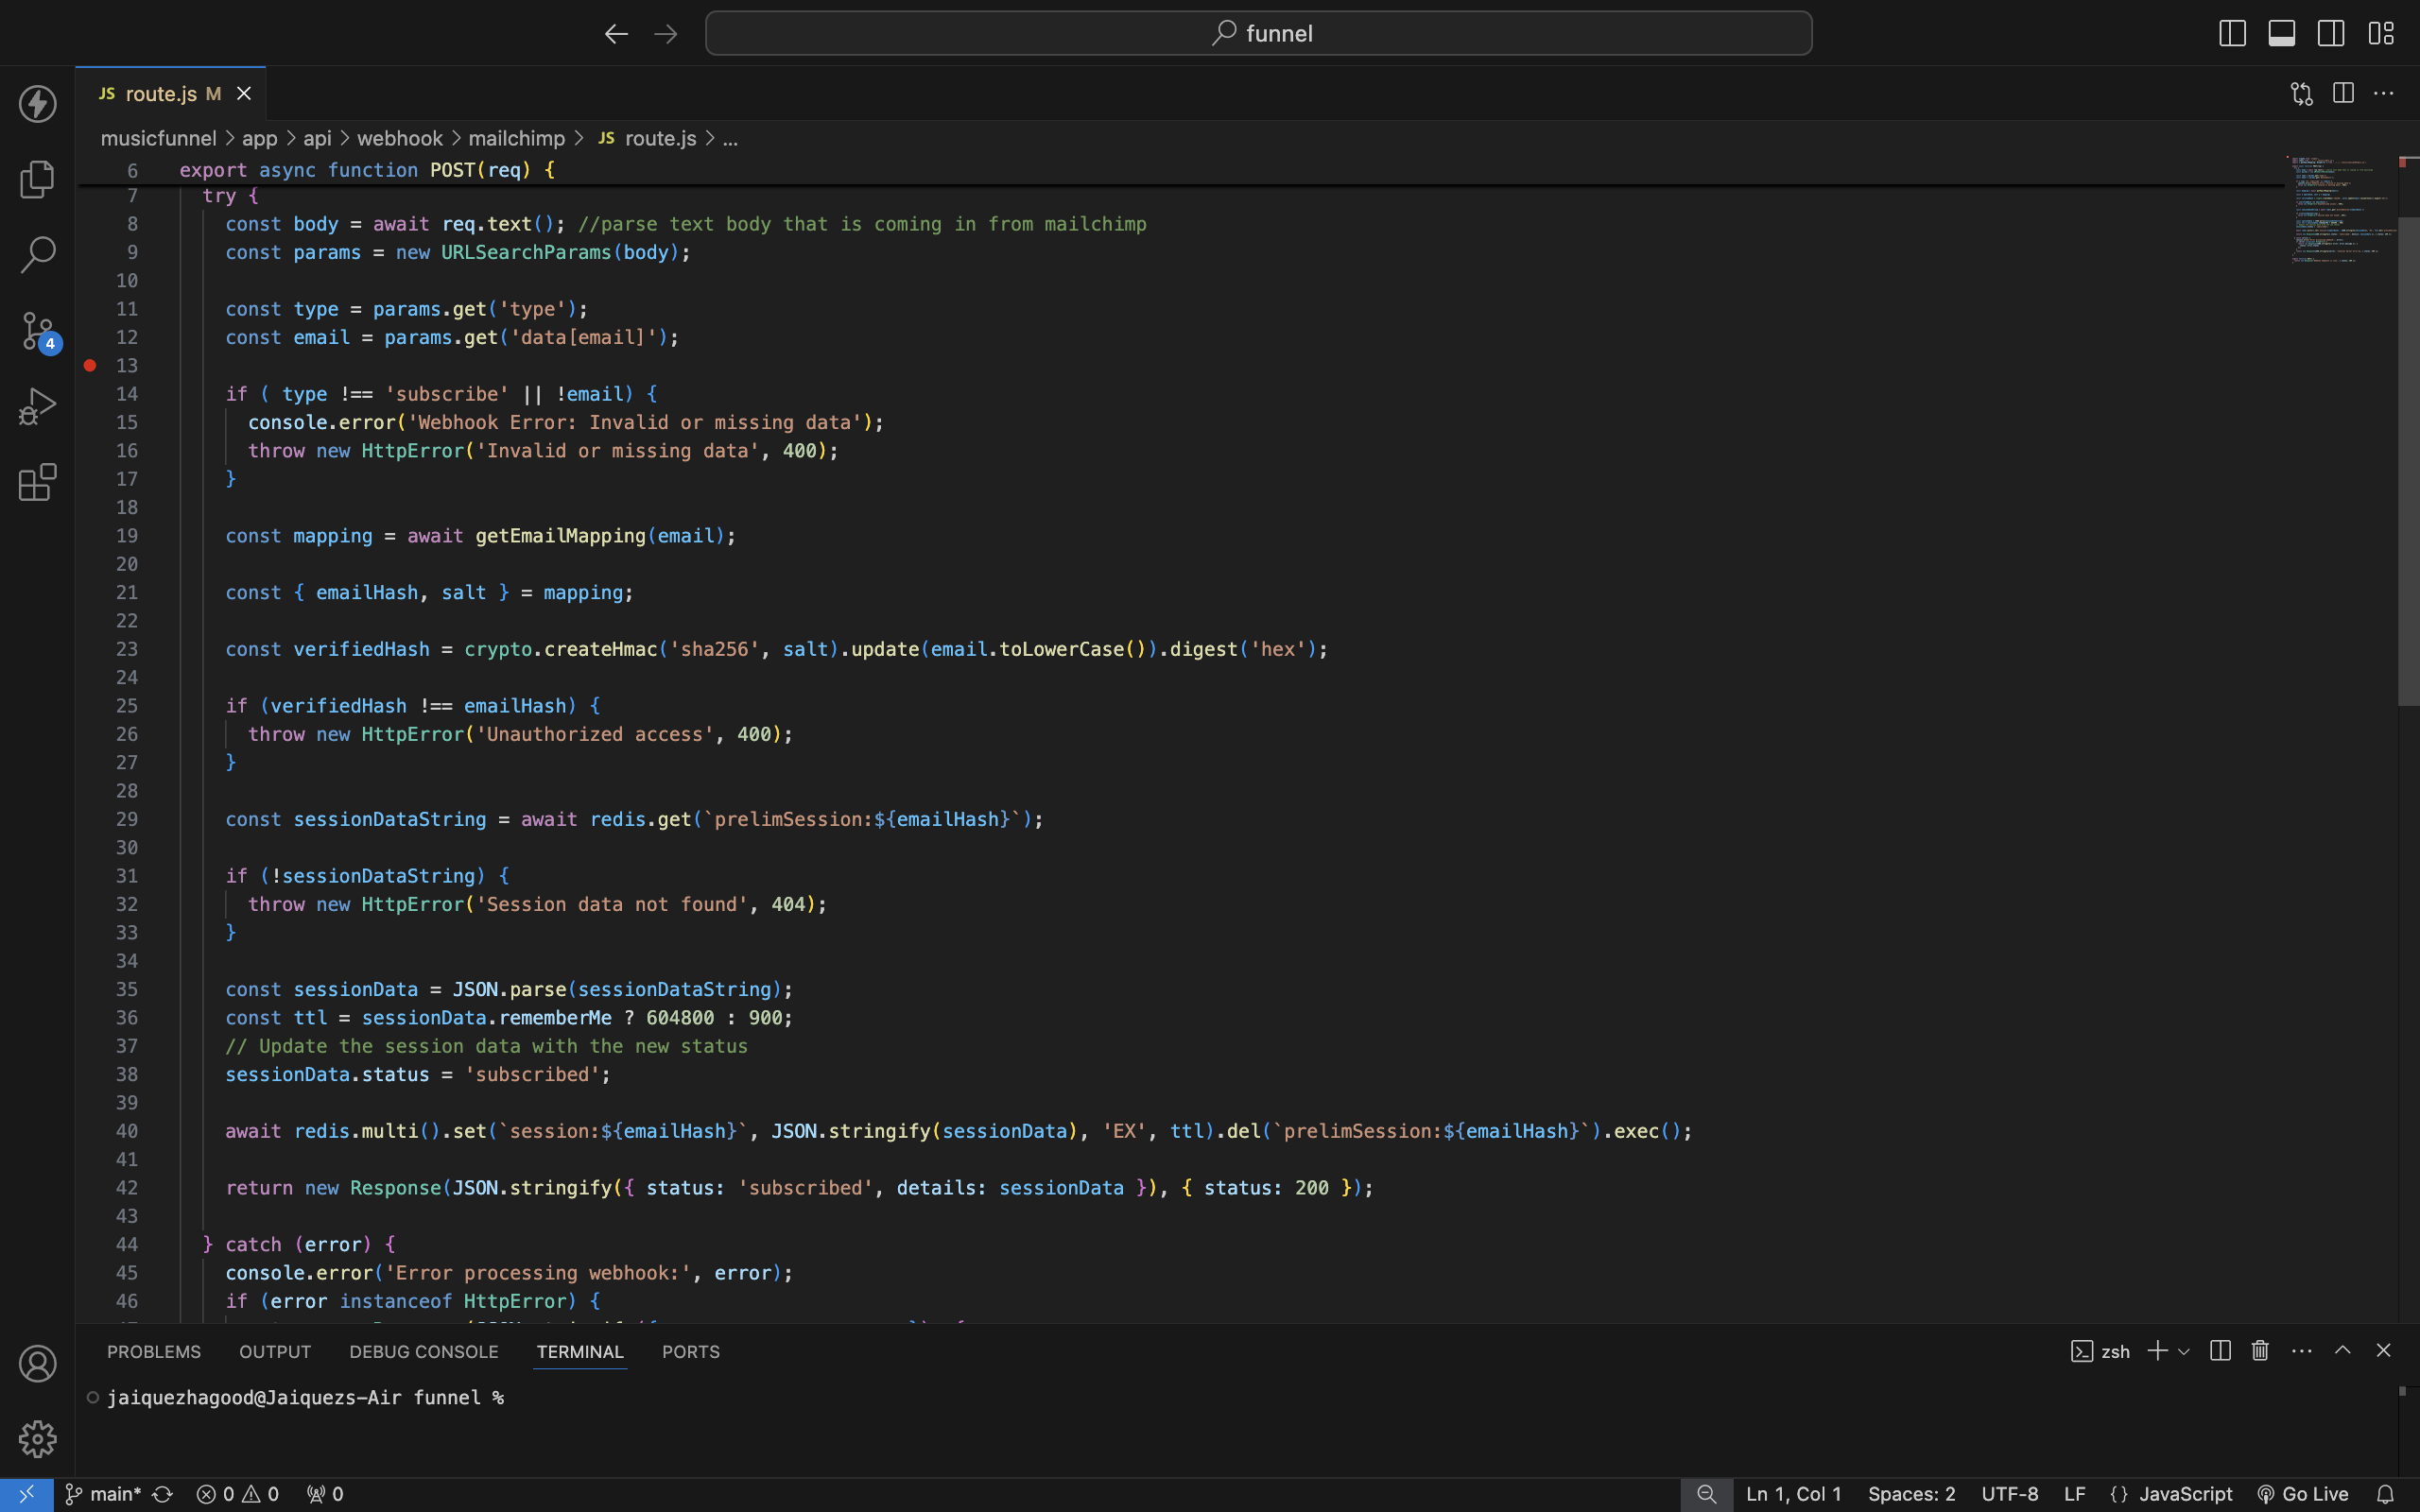 funnel
JS route.js M
musicfunnel > app > api > webhook > mailchimp > JS route.js > ...
6 export async function POST(req) {
7 try {
8 const body = await req.text(); //parse text body that is coming in from mailchimp
9 const params = new URLSearchParams(body);
10
11 const type = params.get('type');
12 const email = params.get('data[email]');
13
14 if ( type !== 'subscribe' || !email) {
15 console.error('Webhook Error: Invalid or missing data');
16 throw new HttpError('Invalid or missing data', 400);
17 }
18
19 const mapping = await getEmailMapping(email);
20
21 const { emailHash, salt } = mapping;
22
23 const verifiedHash = crypto.createHmac('sha256', salt).update(email.toLowerCase()).digest('hex');
24
25 if (verifiedHash !== emailHash) {
26 throw new HttpError('Unauthorized access', 400);
27 }
28
29 const sessionDataString = await redis.get(`prelimSession:${emailHash}`);
30
31 if (!sessionDataString) {
32 throw new HttpError('Session data not found', 404);
33 }
34
35 const sessionData = JSON.parse(sessionDataString);
36 const ttl = sessionData.rememberMe ? 604800 : 900;
37 // Update the session data with the new status
38 sessionData.status = 'subscribed';
39
40 await redis.multi().set(`session:${emailHash}`, JSON.stringify(sessionData), 'EX', ttl).del(`prelimSession:${emailHash}`).exec();
41
42 return new Response(JSON.stringify({ status: 'subscribed', details: sessionData }), { status: 200 });
43
44 } catch (error) {
45 console.error('Error processing webhook:', error);
46 if (error instanceof HttpError) {
4
PROBLEMS OUTPUT DEBUG CONSOLE TERMINAL PORTS zsh
jaiquezhagood@Jaiquezs-Air funnel %
main* 0 0 0 Ln 1, Col 1 Spaces: 2 UTF-8 LF {} JavaScript Go Live